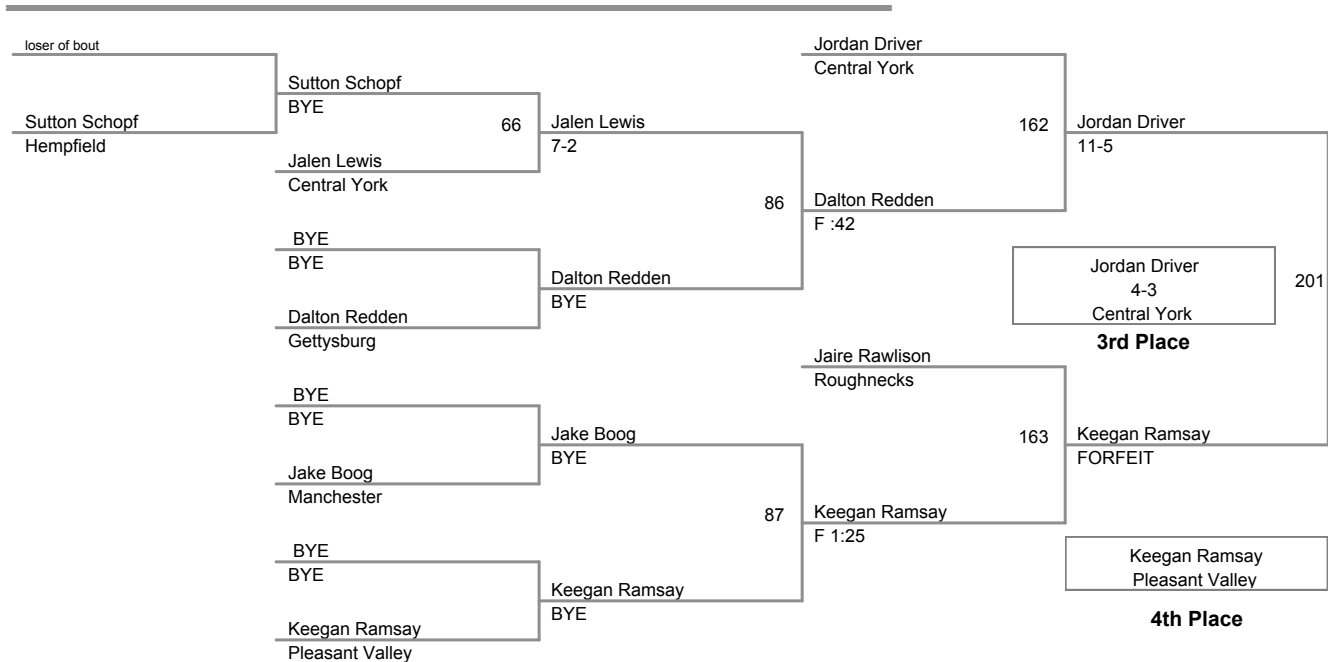 loser of bout
Sutton Schopf
Hempfield
Sutton Schopf
BYE
66
Jalen Lewis
Central York
BYE
BYE
Dalton Redden
Gettysburg
BYE
BYE
Jake Boog
Manchester
BYE
BYE
Keegan Ramsay
Pleasant Valley
Jalen Lewis
7-2
86
Dalton Redden
BYE
Jake Boog
BYE
87
Keegan Ramsay
BYE
Jordan Driver
Central York
162
Dalton Redden
F :42
Jaire Rawlison
Roughnecks
163
Keegan Ramsay
F 1:25
Jordan Driver
11-5
201
Jordan Driver
4-3
Central York
3rd Place
Keegan Ramsay
FORFEIT
Keegan Ramsay
Pleasant Valley
4th Place